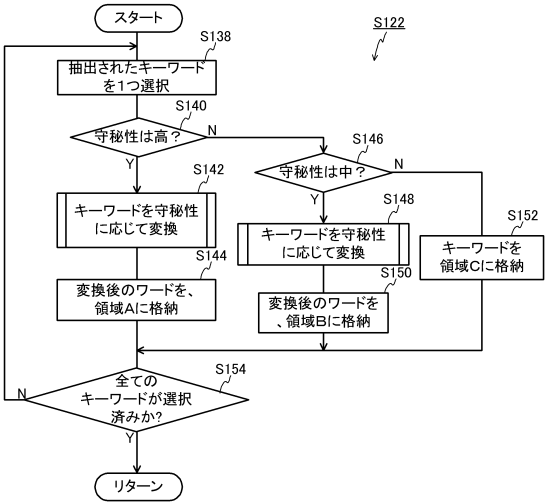 スタート
S122
S138
抽出されたキーワード
を１つ選択
S140
守秘性は高？
N
Y
S146
守秘性は中？
N
Y
S142
キーワードを守秘性
に応じて変換
S148
キーワードを守秘性
に応じて変換
S152
キーワードを
領域Cに格納
S144
変換後のワードを、
領域Aに格納
S150
変換後のワードを
、領域Bに格納
S154
全ての
キーワードが選択
済みか?
N
Y
リターン